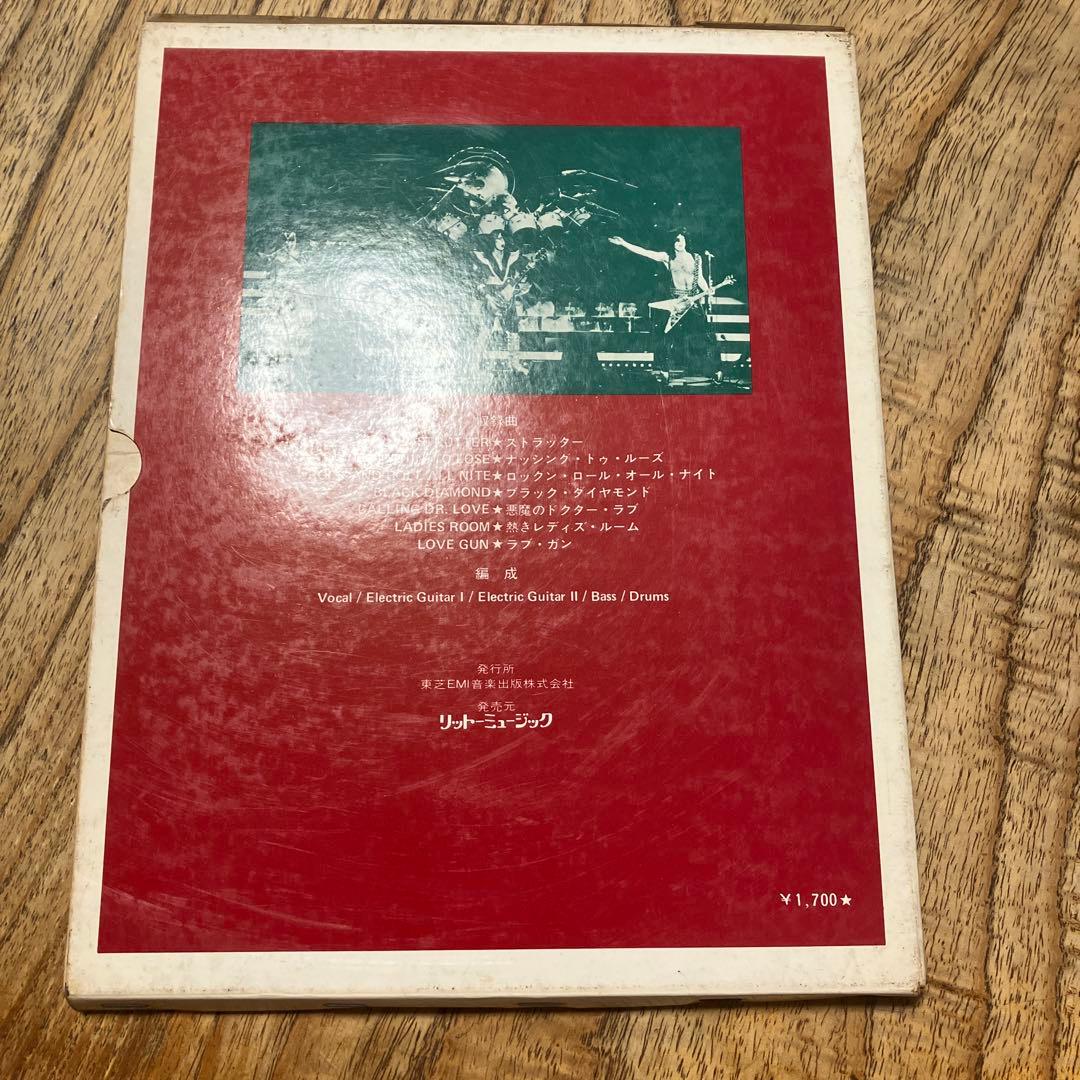 収録曲
STRUTTER★ストラッター
LOSE★ナッシング・トゥ・ルーズ
NITE★ロックン・ロール・オール・ナイト
BLACK DIAMOND★ブラック・ダイヤモンド
CALLING DR. LOVE★悪魔のドクター・ラブ
LADIES ROOM★熱きレディズ・ルーム
LOVE GUN★ラブ・ガン
編成
Vocal / Electric Guitar I / Electric Guitar II / Bass / Drums
発行所
東芝EMI音楽出版株式会社
発売元
リットーミュージック
¥1,700★